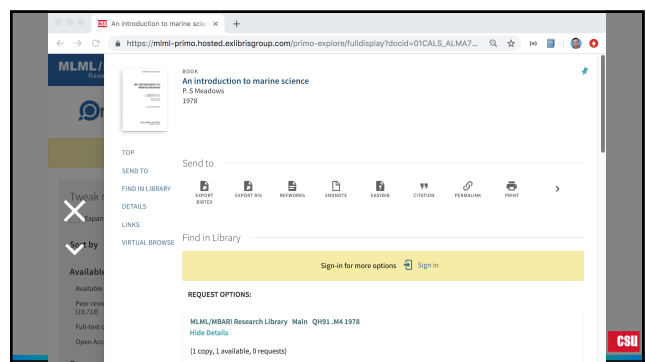 An introduction to marine scien
https://mlml-primo.hosted.exlibrisgroup.com/primo-explore/fulldisplay?docid=01CALS_ALMA7...
MLML/
BOOK
An introduction to marine science
P. S Meadows
1978
TOP
SEND TO
FIND IN LIBRARY
DETAILS
LINKS
VIRTUAL BROWSE
Send to
EXPORT BIBTEX
EXPORT RIS
REFWORKS
ENDNOTE
EASYBIB
CITATION
PERMALINK
PRINT
Find in Library
Sign-in for more options
Sign in
REQUEST OPTIONS:
MLML/MBARI Research Library Main QH91 .M4 1978
Hide Details
(1 copy, 1 available, 0 requests)
Tweak
Expan
Sort by
Available
Available
Peer-revie
(19,718)
Full-text o
Open Acc
CSU